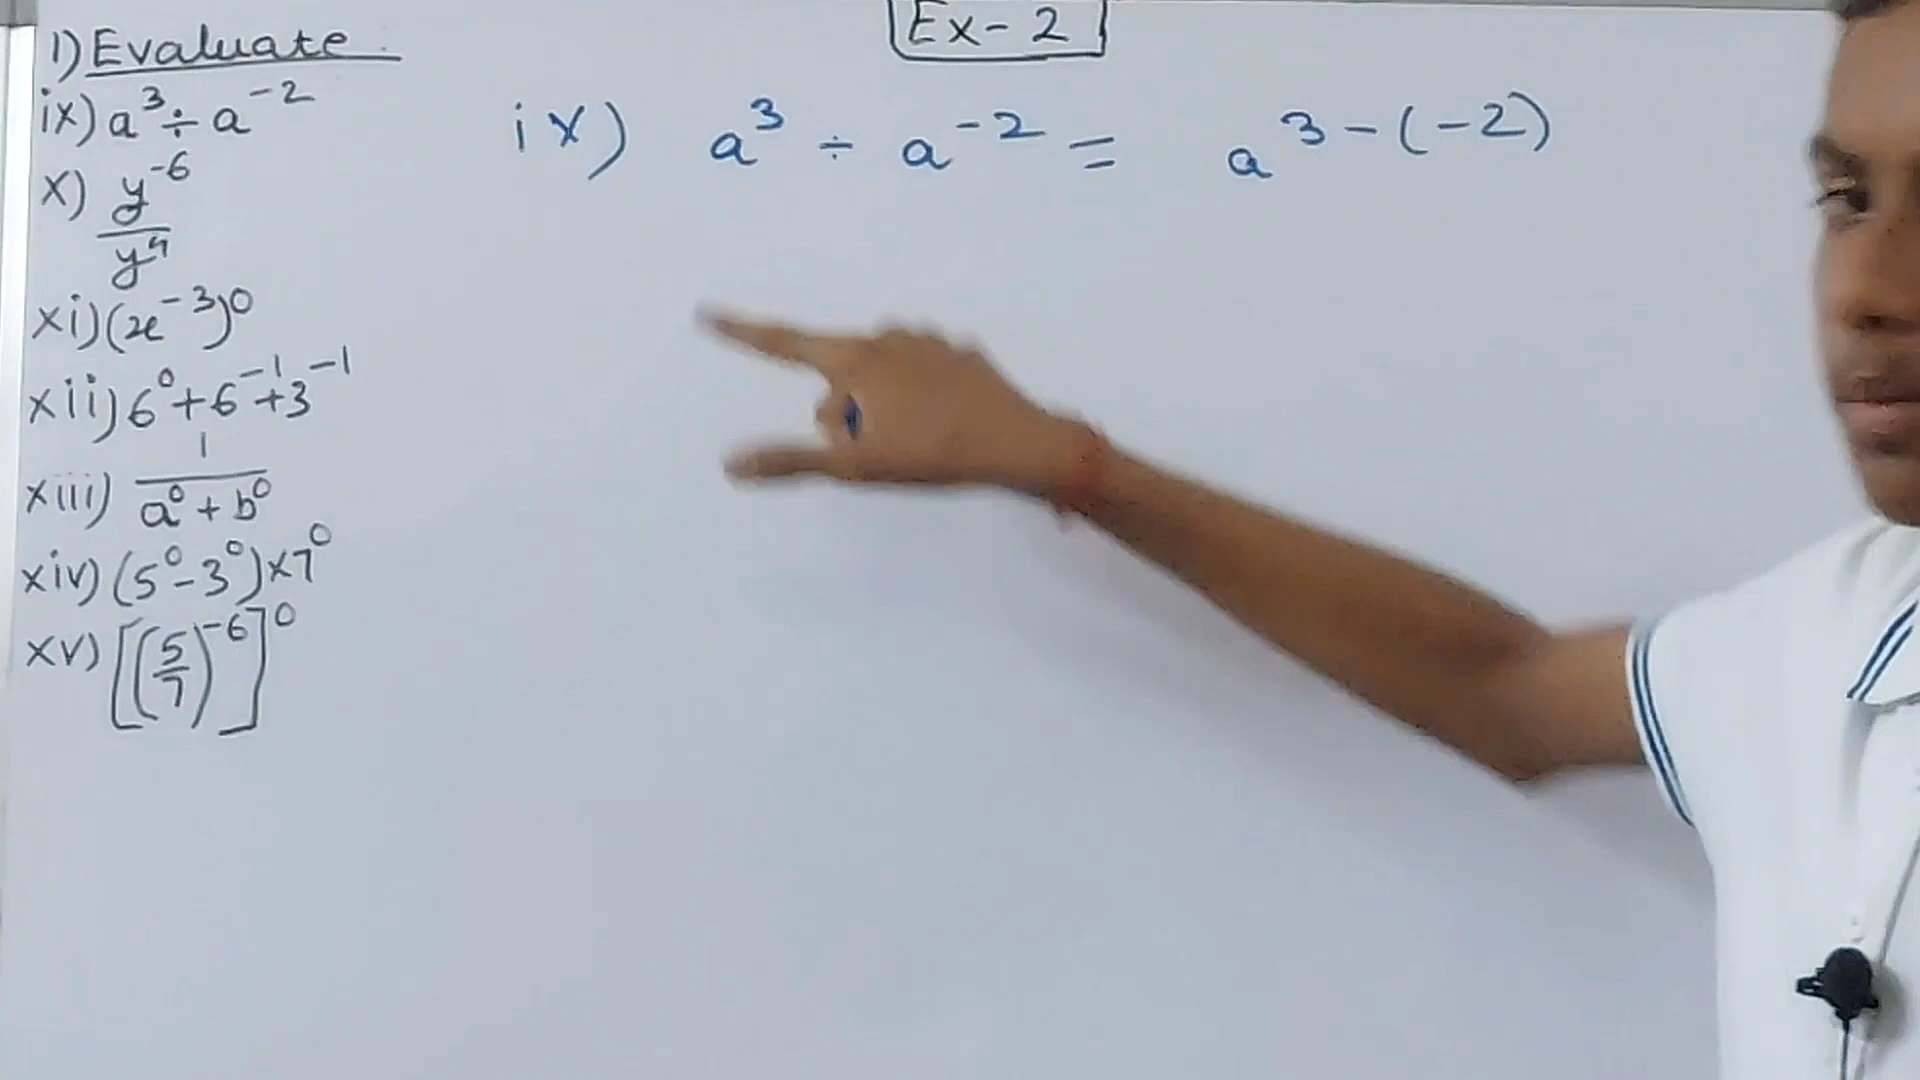 Ex-2
1) Evaluate
ix) a³ ÷ a⁻²
x) y⁻⁶ / y⁴
xi) (x⁻³)⁰
xii) 6⁰ + 6⁻¹ + 3⁻¹
xiii) 1 / a⁰ + b⁰
xiv) (5⁰ - 3⁰) × 7⁰
xv) [(5/7)⁻⁶]⁰
ix) a³ ÷ a⁻² = a³⁻⁽⁻²⁾